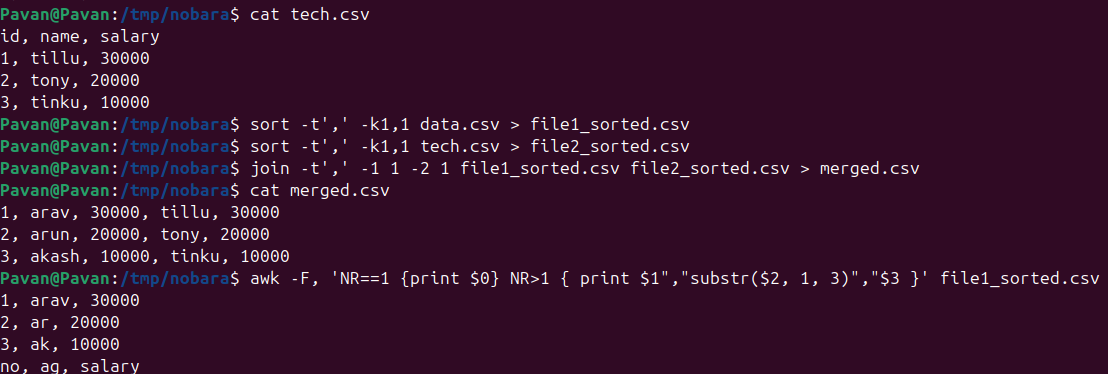 Pavan@Pavan:/tmp/nobara$ cat tech.csv
id, name, salary
1, tillu, 30000
2, tony, 20000
3, tinku, 10000
Pavan@Pavan:/tmp/nobara$ sort -t',' -k1,1 data.csv > file1_sorted.csv
Pavan@Pavan:/tmp/nobara$ sort -t',' -k1,1 tech.csv > file2_sorted.csv
Pavan@Pavan:/tmp/nobara$ join -t',' -1 1 -2 1 file1_sorted.csv file2_sorted.csv > merged.csv
Pavan@Pavan:/tmp/nobara$ cat merged.csv
1, arav, 30000, tillu, 30000
2, arun, 20000, tony, 20000
3, akash, 10000, tinku, 10000
Pavan@Pavan:/tmp/nobara$ awk -F, 'NR==1 {print $0} NR>1 { print $1","substr($2, 1, 3)","$3 }' file1_sorted.csv
1, arav, 30000
2, ar, 20000
3, ak, 10000
no, ag, salary